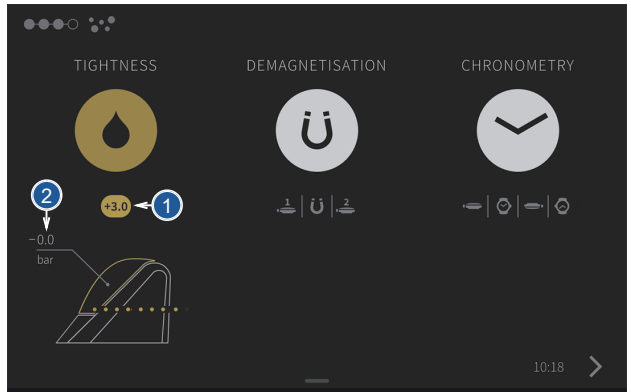 TIGHTNESS DEMAGNETISATION CHRONOMETRY
2 +3.0 1 1 2
−0.0
bar
10:18